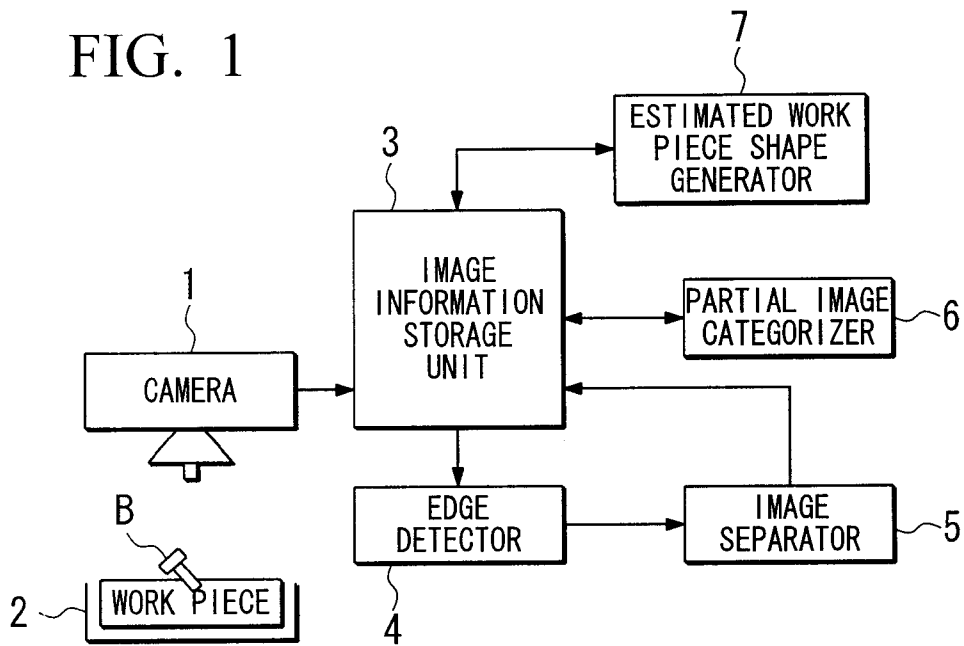 FIG. 1
7
ESTIMATED WORK
PIECE SHAPE
GENERATOR
3
IMAGE
INFORMATION
STORAGE
UNIT
1
CAMERA
PARTIAL IMAGE
CATEGORIZER
6
EDGE
DETECTOR
4
IMAGE
SEPARATOR
5
B
2
WORK PIECE